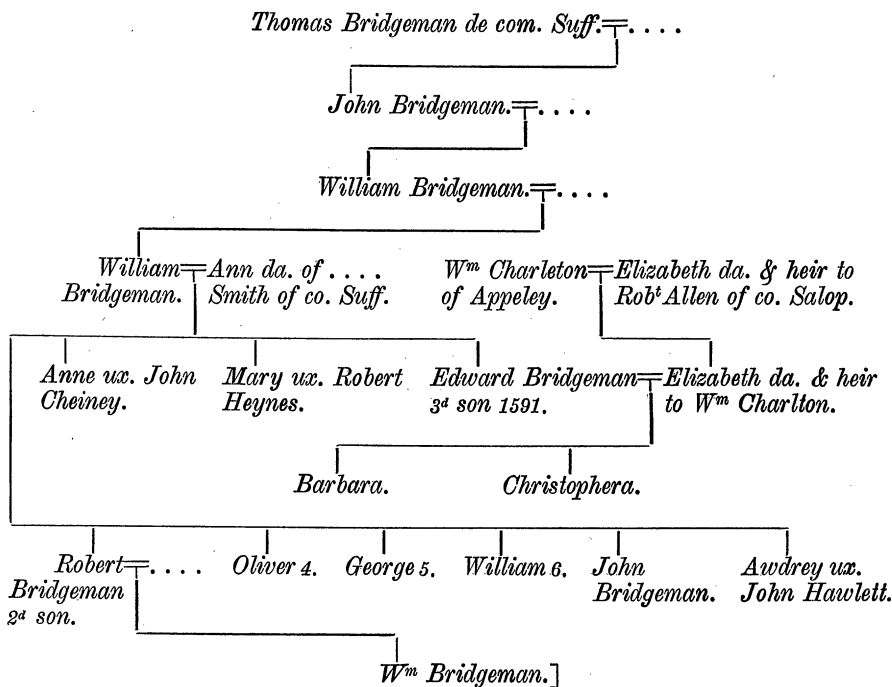 Thomas Bridgeman de com. Suff.=. . . .
John Bridgeman.=. . . .
William Bridgeman.=. . . .
William=Ann da. of . . . .
Bridgeman. Smith of co. Suff.
Wᵐ Charleton=Elizabeth da. & heir to
of Appeley. Robᵗ Allen of co. Salop.
Anne ux. John
Cheiney.
Mary ux. Robert
Heynes.
Edward Bridgeman=Elizabeth da. & heir
3ᵈ son 1591. to Wᵐ Charlton.
Barbara. Christophera.
Robert=. . . .
Bridgeman
2ᵈ son.
Oliver 4. George 5. William 6.
John
Bridgeman.
Awdrey ux.
John Hawlett.
Wᵐ Bridgeman.]